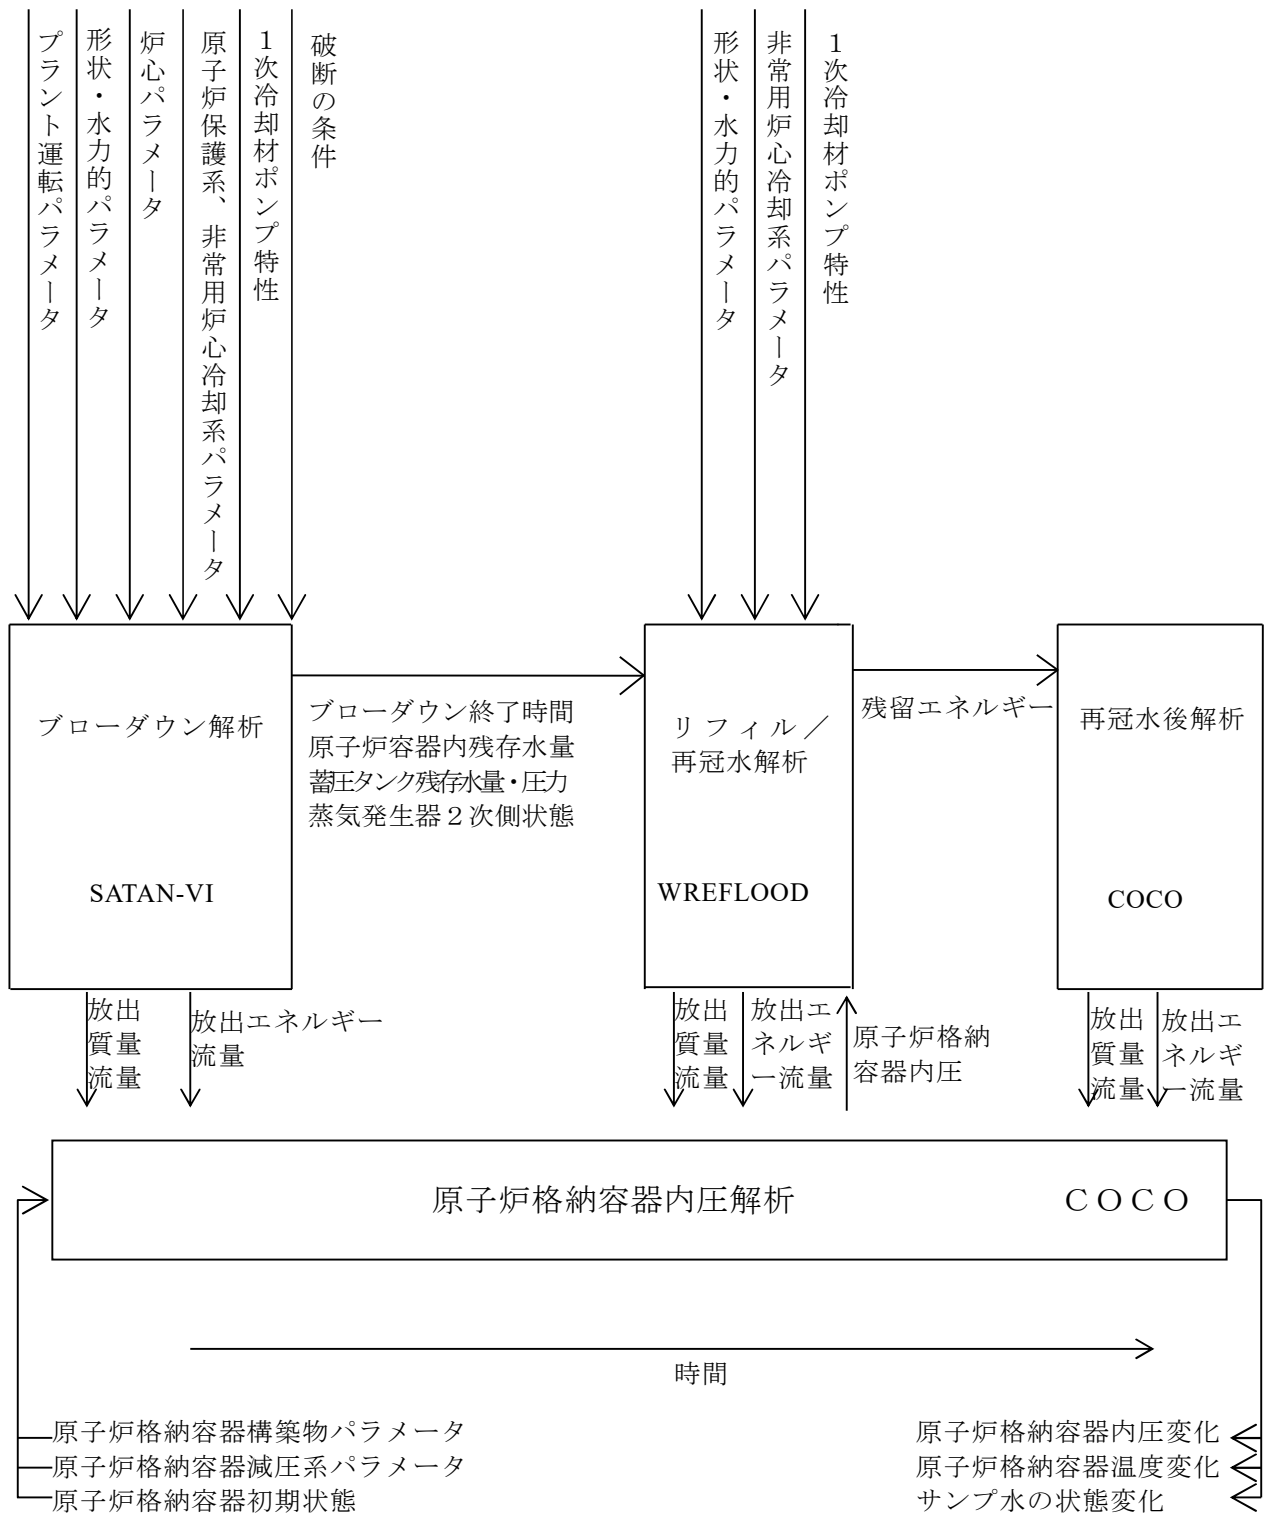 プラント運転パラメータ
形状・水力的パラメータ
炉心パラメータ
原子炉保護系、非常用炉心冷却系パラメータ
１次冷却材ポンプ特性
破断の条件
形状・水力的パラメータ
非常用炉心冷却系パラメータ
１次冷却材ポンプ特性
ブローダウン解析
SATAN-VI
ブローダウン終了時間
原子炉容器内残存水量
蓄圧タンク残存水量・圧力
蒸気発生器２次側状態
リフィル／
再冠水解析
WREFLOOD
残留エネルギー
再冠水後解析
COCO
放出
質量
流量
放出エネルギー
流量
放出
質量
流量
放出エ
ネルギ
ー流量
原子炉格納
容器内圧
放出
質量
流量
放出エ
ネルギ
ー流量
原子炉格納容器内圧解析
ＣＯＣＯ
時間
原子炉格納容器構築物パラメータ
原子炉格納容器減圧系パラメータ
原子炉格納容器初期状態
原子炉格納容器内圧変化
原子炉格納容器温度変化
サンプ水の状態変化